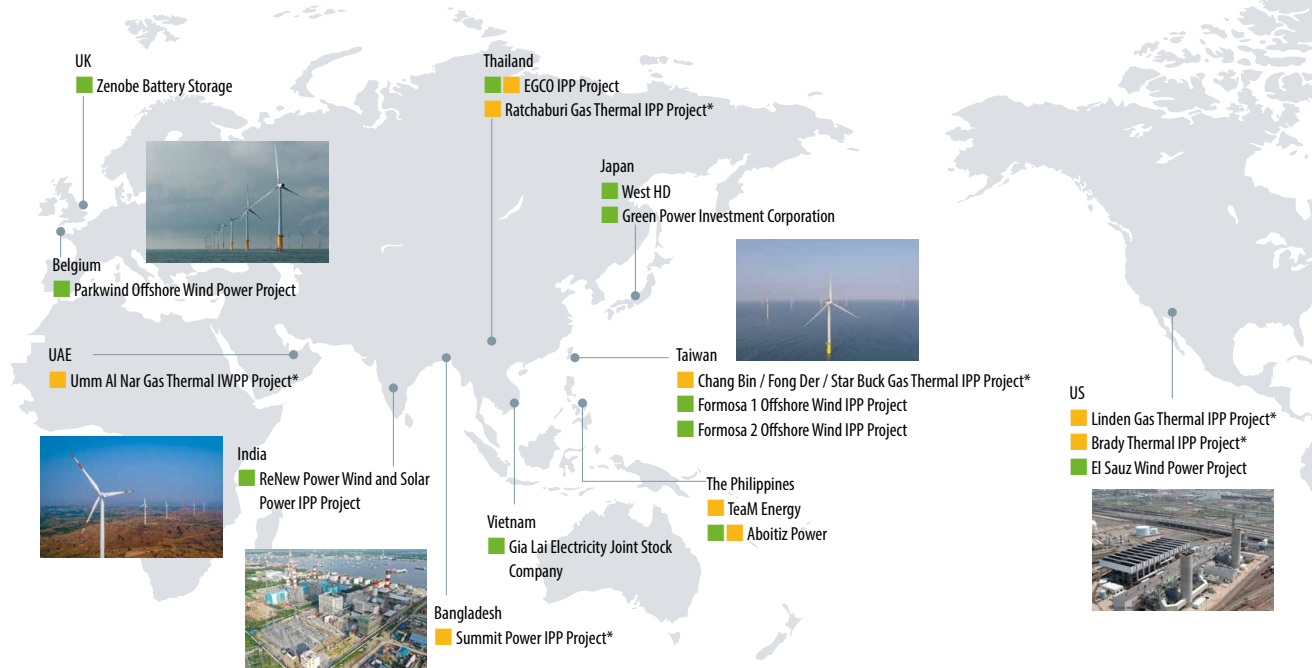 UK
Zenobe Battery Storage
Thailand
EGCO IPP Project
Ratchaburi Gas Thermal IPP Project*
Japan
West HD
Green Power Investment Corporation
Belgium
Parkwind Offshore Wind Power Project
UAE
Umm Al Nar Gas Thermal IWPP Project*
Taiwan
Chang Bin / Fong Der / Star Buck Gas Thermal IPP Project*
Formosa 1 Offshore Wind IPP Project
Formosa 2 Offshore Wind IPP Project
US
Linden Gas Thermal IPP Project*
Brady Thermal IPP Project*
El Sauz Wind Power Project
India
ReNew Power Wind and Solar
Power IPP Project
The Philippines
TeaM Energy
Aboitiz Power
Vietnam
Gia Lai Electricity Joint Stock
Company
Bangladesh
Summit Power IPP Project*